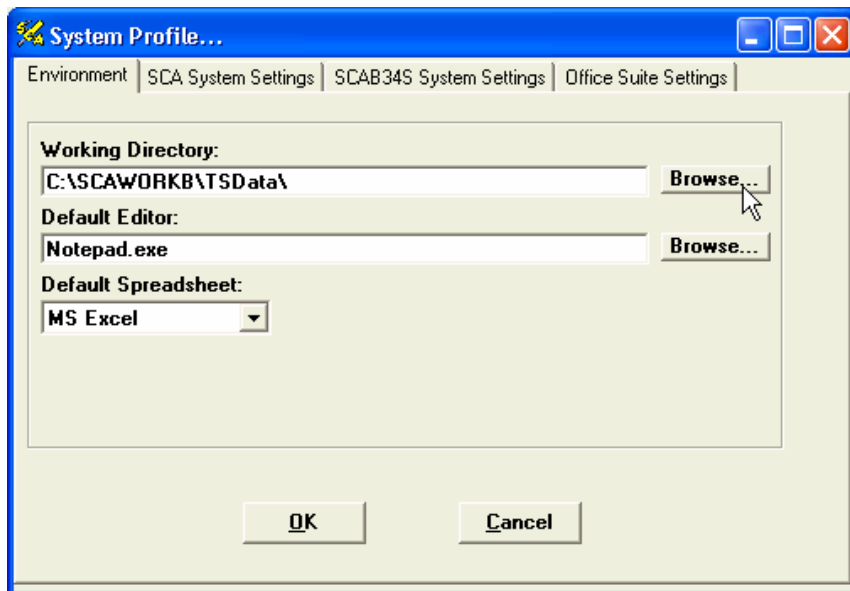 System Profile...
Environment SCA System Settings SCAB34S System Settings Office Suite Settings
Working Directory:
C:\SCAWORKB\TSData\ Browse...
Default Editor:
Notepad.exe Browse...
Default Spreadsheet:
MS Excel
OK Cancel